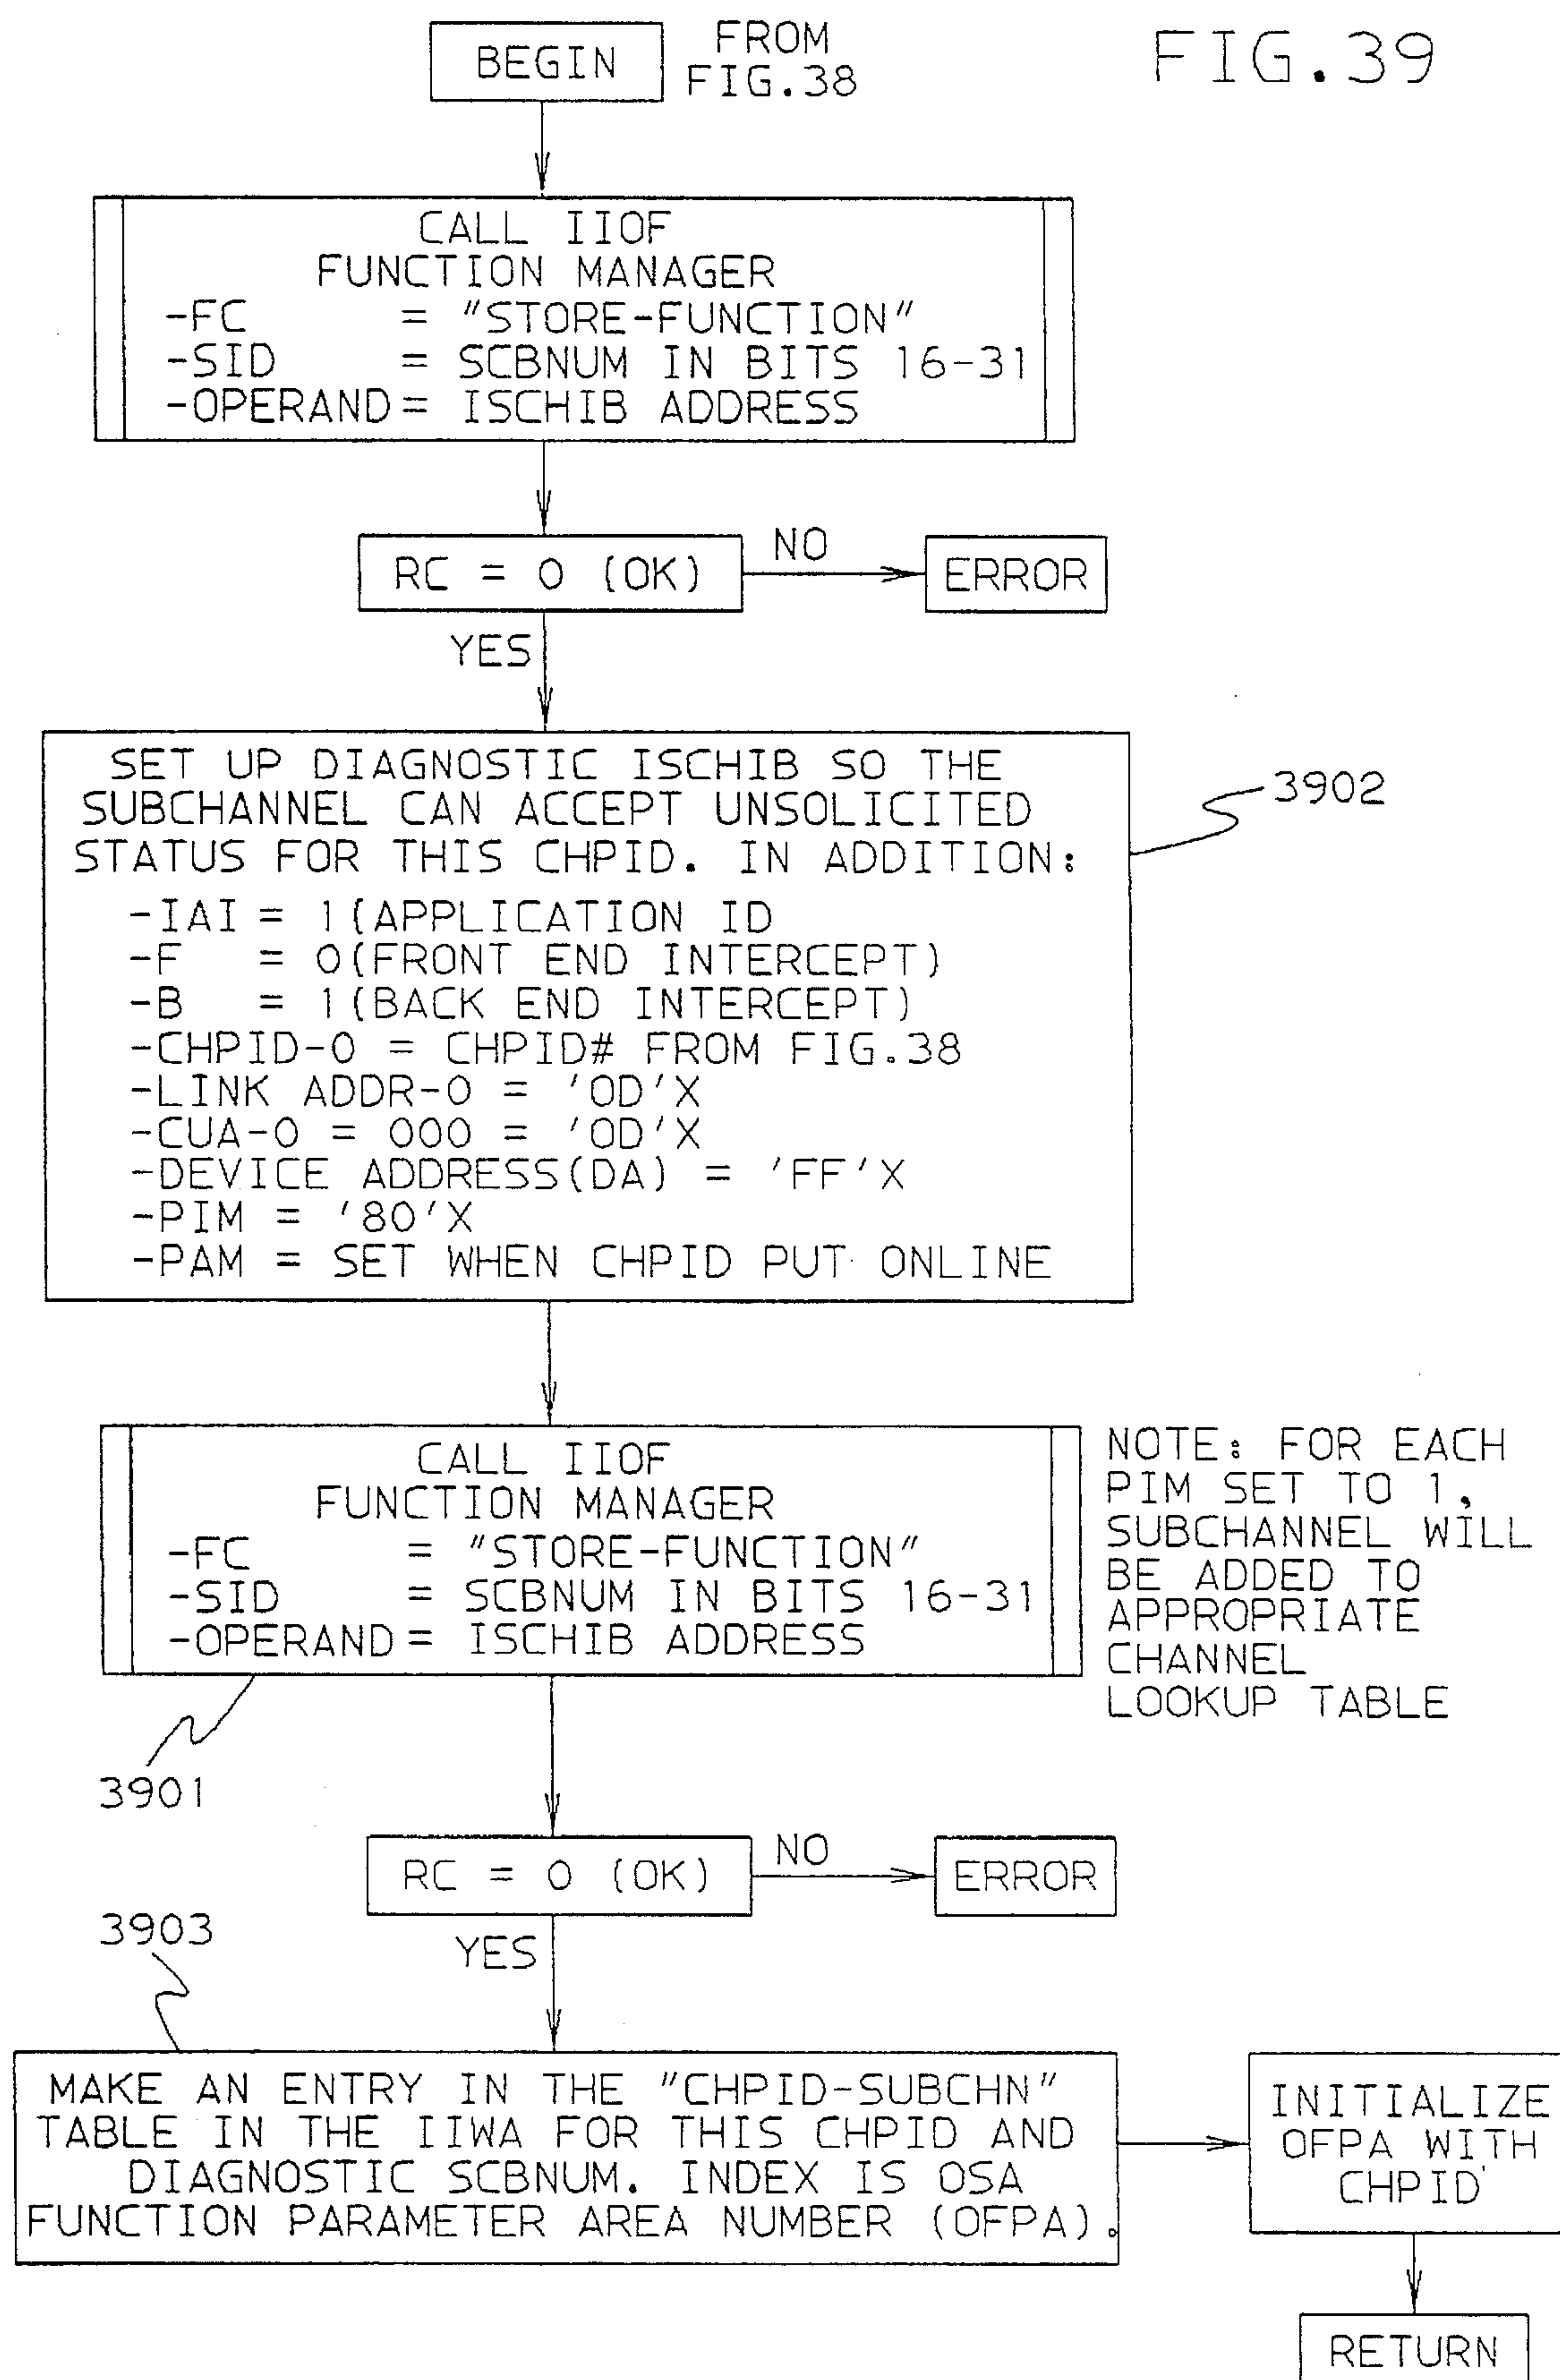 BEGIN
FROM
FIG.38
FIG.39
CALL IIOF
FUNCTION MANAGER
-FC = "STORE-FUNCTION"
-SID = SCBNUM IN BITS 16-31
-OPERAND = ISCHIB ADDRESS
RC = 0 (OK)
NO
ERROR
YES
SET UP DIAGNOSTIC ISCHIB SO THE
SUBCHANNEL CAN ACCEPT UNSOLICITED
STATUS FOR THIS CHPID. IN ADDITION:
-IAI = 1(APPLICATION ID
-F = 0(FRONT END INTERCEPT)
-B = 1(BACK END INTERCEPT)
-CHPID-0 = CHPID# FROM FIG.38
-LINK ADDR-0 = '0D'X
-CUA-0 = 000 = '0D'X
-DEVICE ADDRESS(DA) = 'FF'X
-PIM = '80'X
-PAM = SET WHEN CHPID PUT ONLINE
3902
CALL IIOF
FUNCTION MANAGER
-FC = "STORE-FUNCTION"
-SID = SCBNUM IN BITS 16-31
-OPERAND = ISCHIB ADDRESS
NOTE: FOR EACH
PIM SET TO 1,
SUBCHANNEL WILL
BE ADDED TO
APPROPRIATE
CHANNEL
LOOKUP TABLE
3901
RC = 0 (OK)
NO
ERROR
YES
3903
MAKE AN ENTRY IN THE "CHPID-SUBCHN"
TABLE IN THE IIWA FOR THIS CHPID AND
DIAGNOSTIC SCBNUM. INDEX IS OSA
FUNCTION PARAMETER AREA NUMBER (OFPA).
INITIALIZE
OFPA WITH
CHPID
RETURN